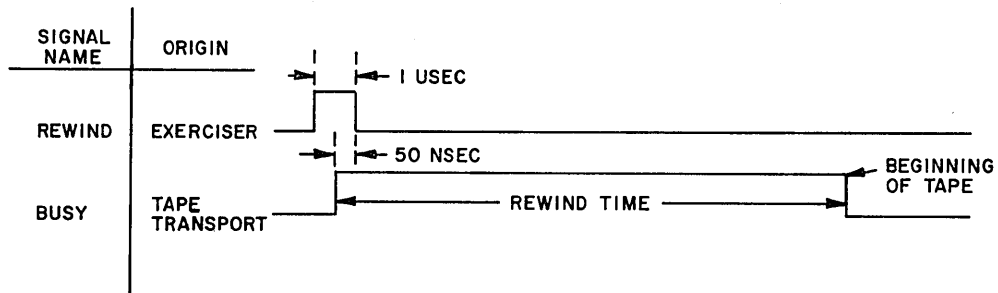 SIGNAL
NAME
ORIGIN
1 USEC
REWIND
EXERCISER
50 NSEC
BEGINNING
OF TAPE
BUSY
TAPE
TRANSPORT
REWIND TIME